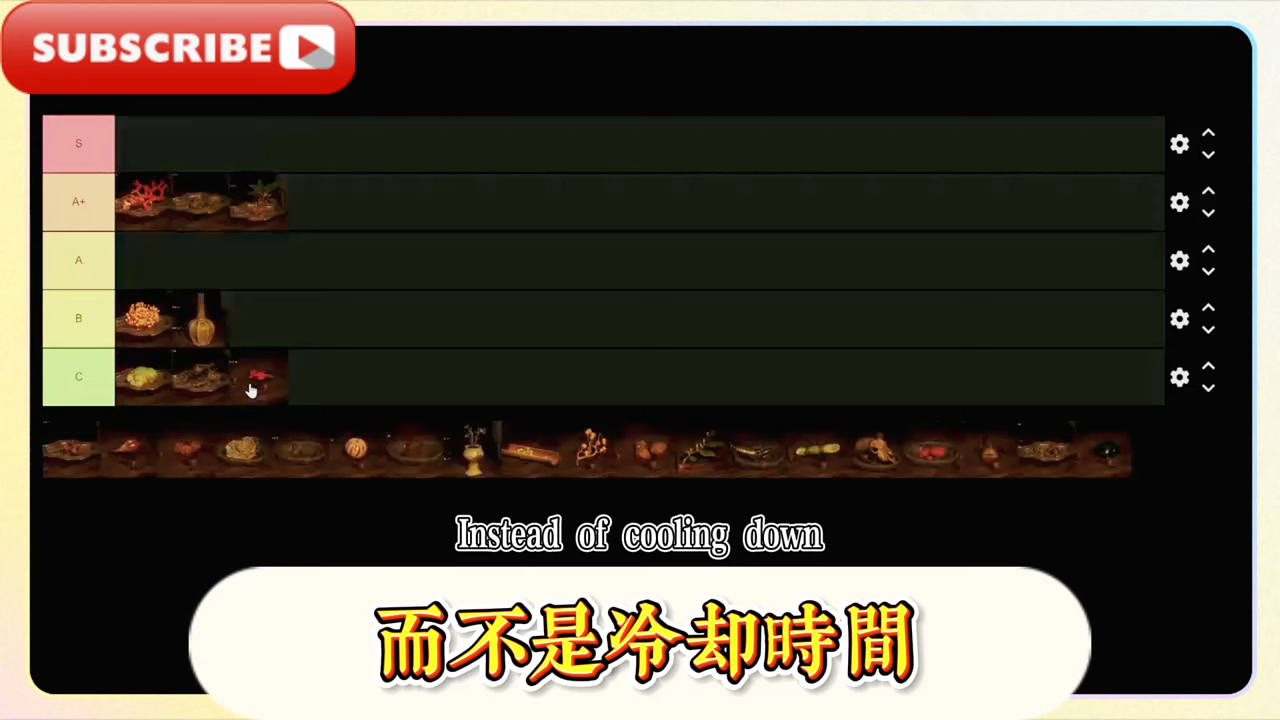 SUBSCRIBE
S
A+
A
B
C
Instead of cooling down
而不是冷却時間